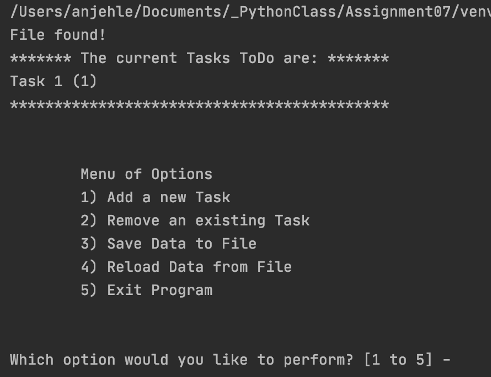 /Users/anjehle/Documents/_PythonClass/Assignment07/venv
File found!
******* The current Tasks ToDo are: *******
Task 1 (1)
*******************************************
Menu of Options
1) Add a new Task
2) Remove an existing Task
3) Save Data to File
4) Reload Data from File
5) Exit Program
Which option would you like to perform? [1 to 5] -